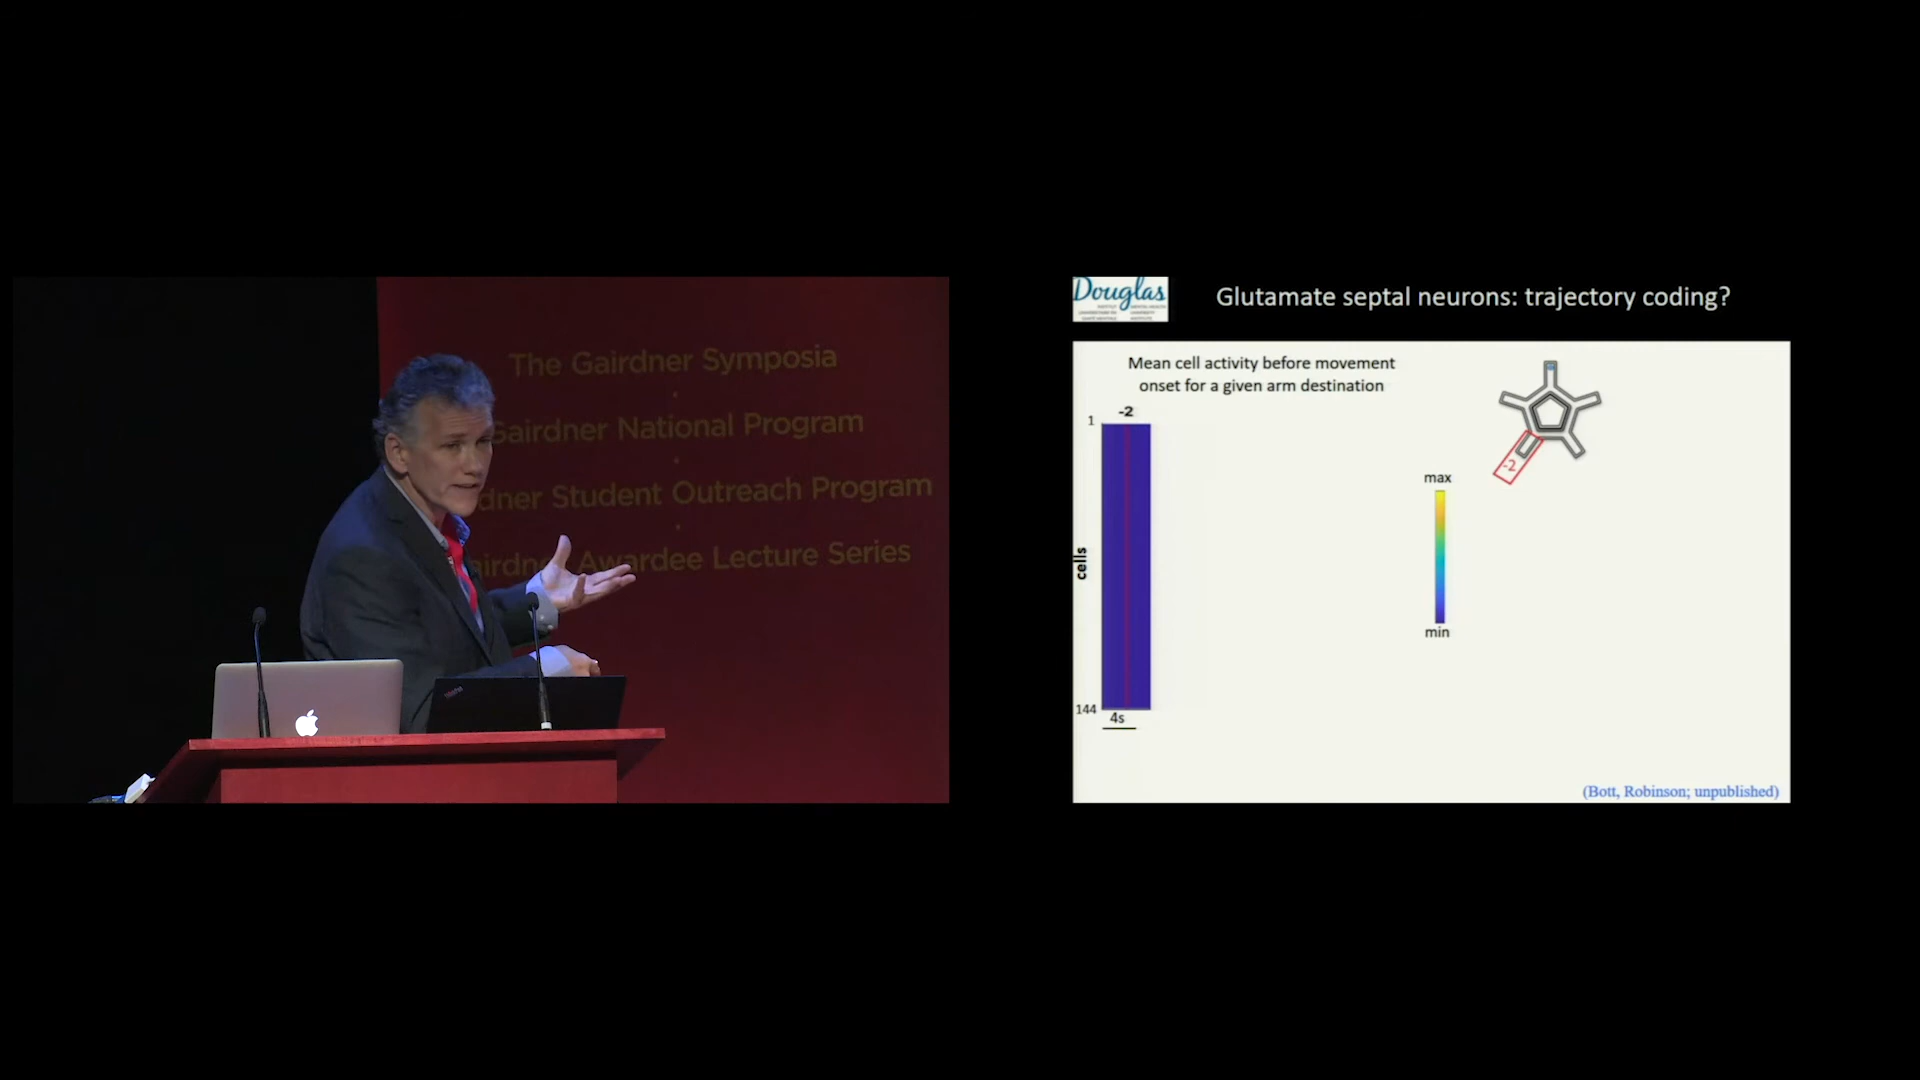 The Gairdner Symposia
Gairdner National Program
dner Student Outreach Program
airdn Awardee Lecture Series
ThinkPad
Douglas
Glutamate septal neurons: trajectory coding?
Mean cell activity before movement
onset for a given arm destination
-2
1
cells
144
4s
max
min
-2
(Bott, Robinson; unpublished)